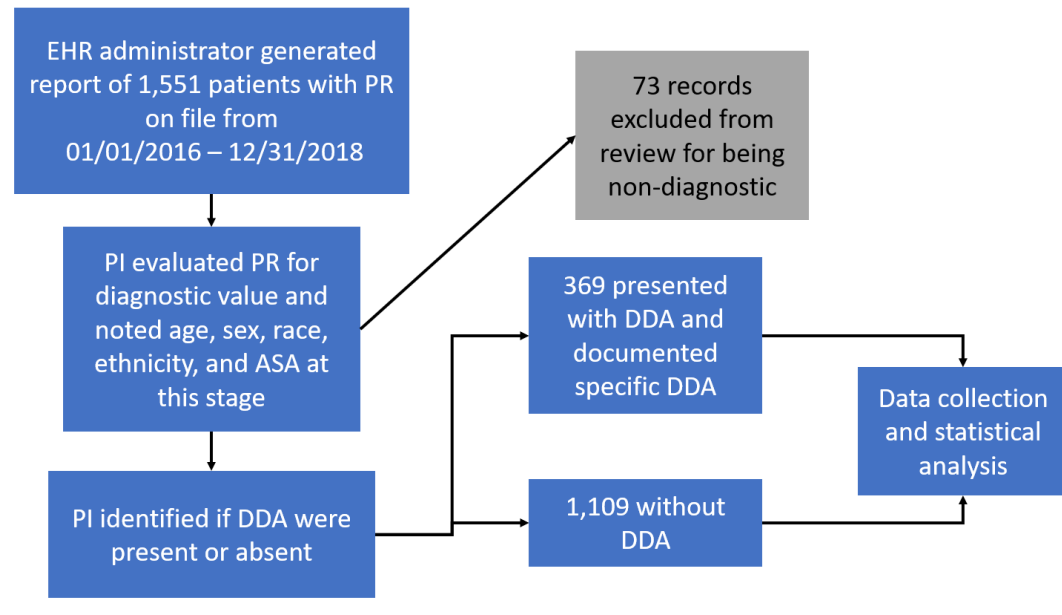 EHR administrator generated
report of 1,551 patients with PR
on file from
01/01/2016 – 12/31/2018
73 records
excluded from
review for being
non-diagnostic
PI evaluated PR for
diagnostic value and
noted age, sex, race,
ethnicity, and ASA at
this stage
369 presented
with DDA and
documented
specific DDA
Data collection
and statistical
analysis
PI identified if DDA were
present or absent
1,109 without
DDA